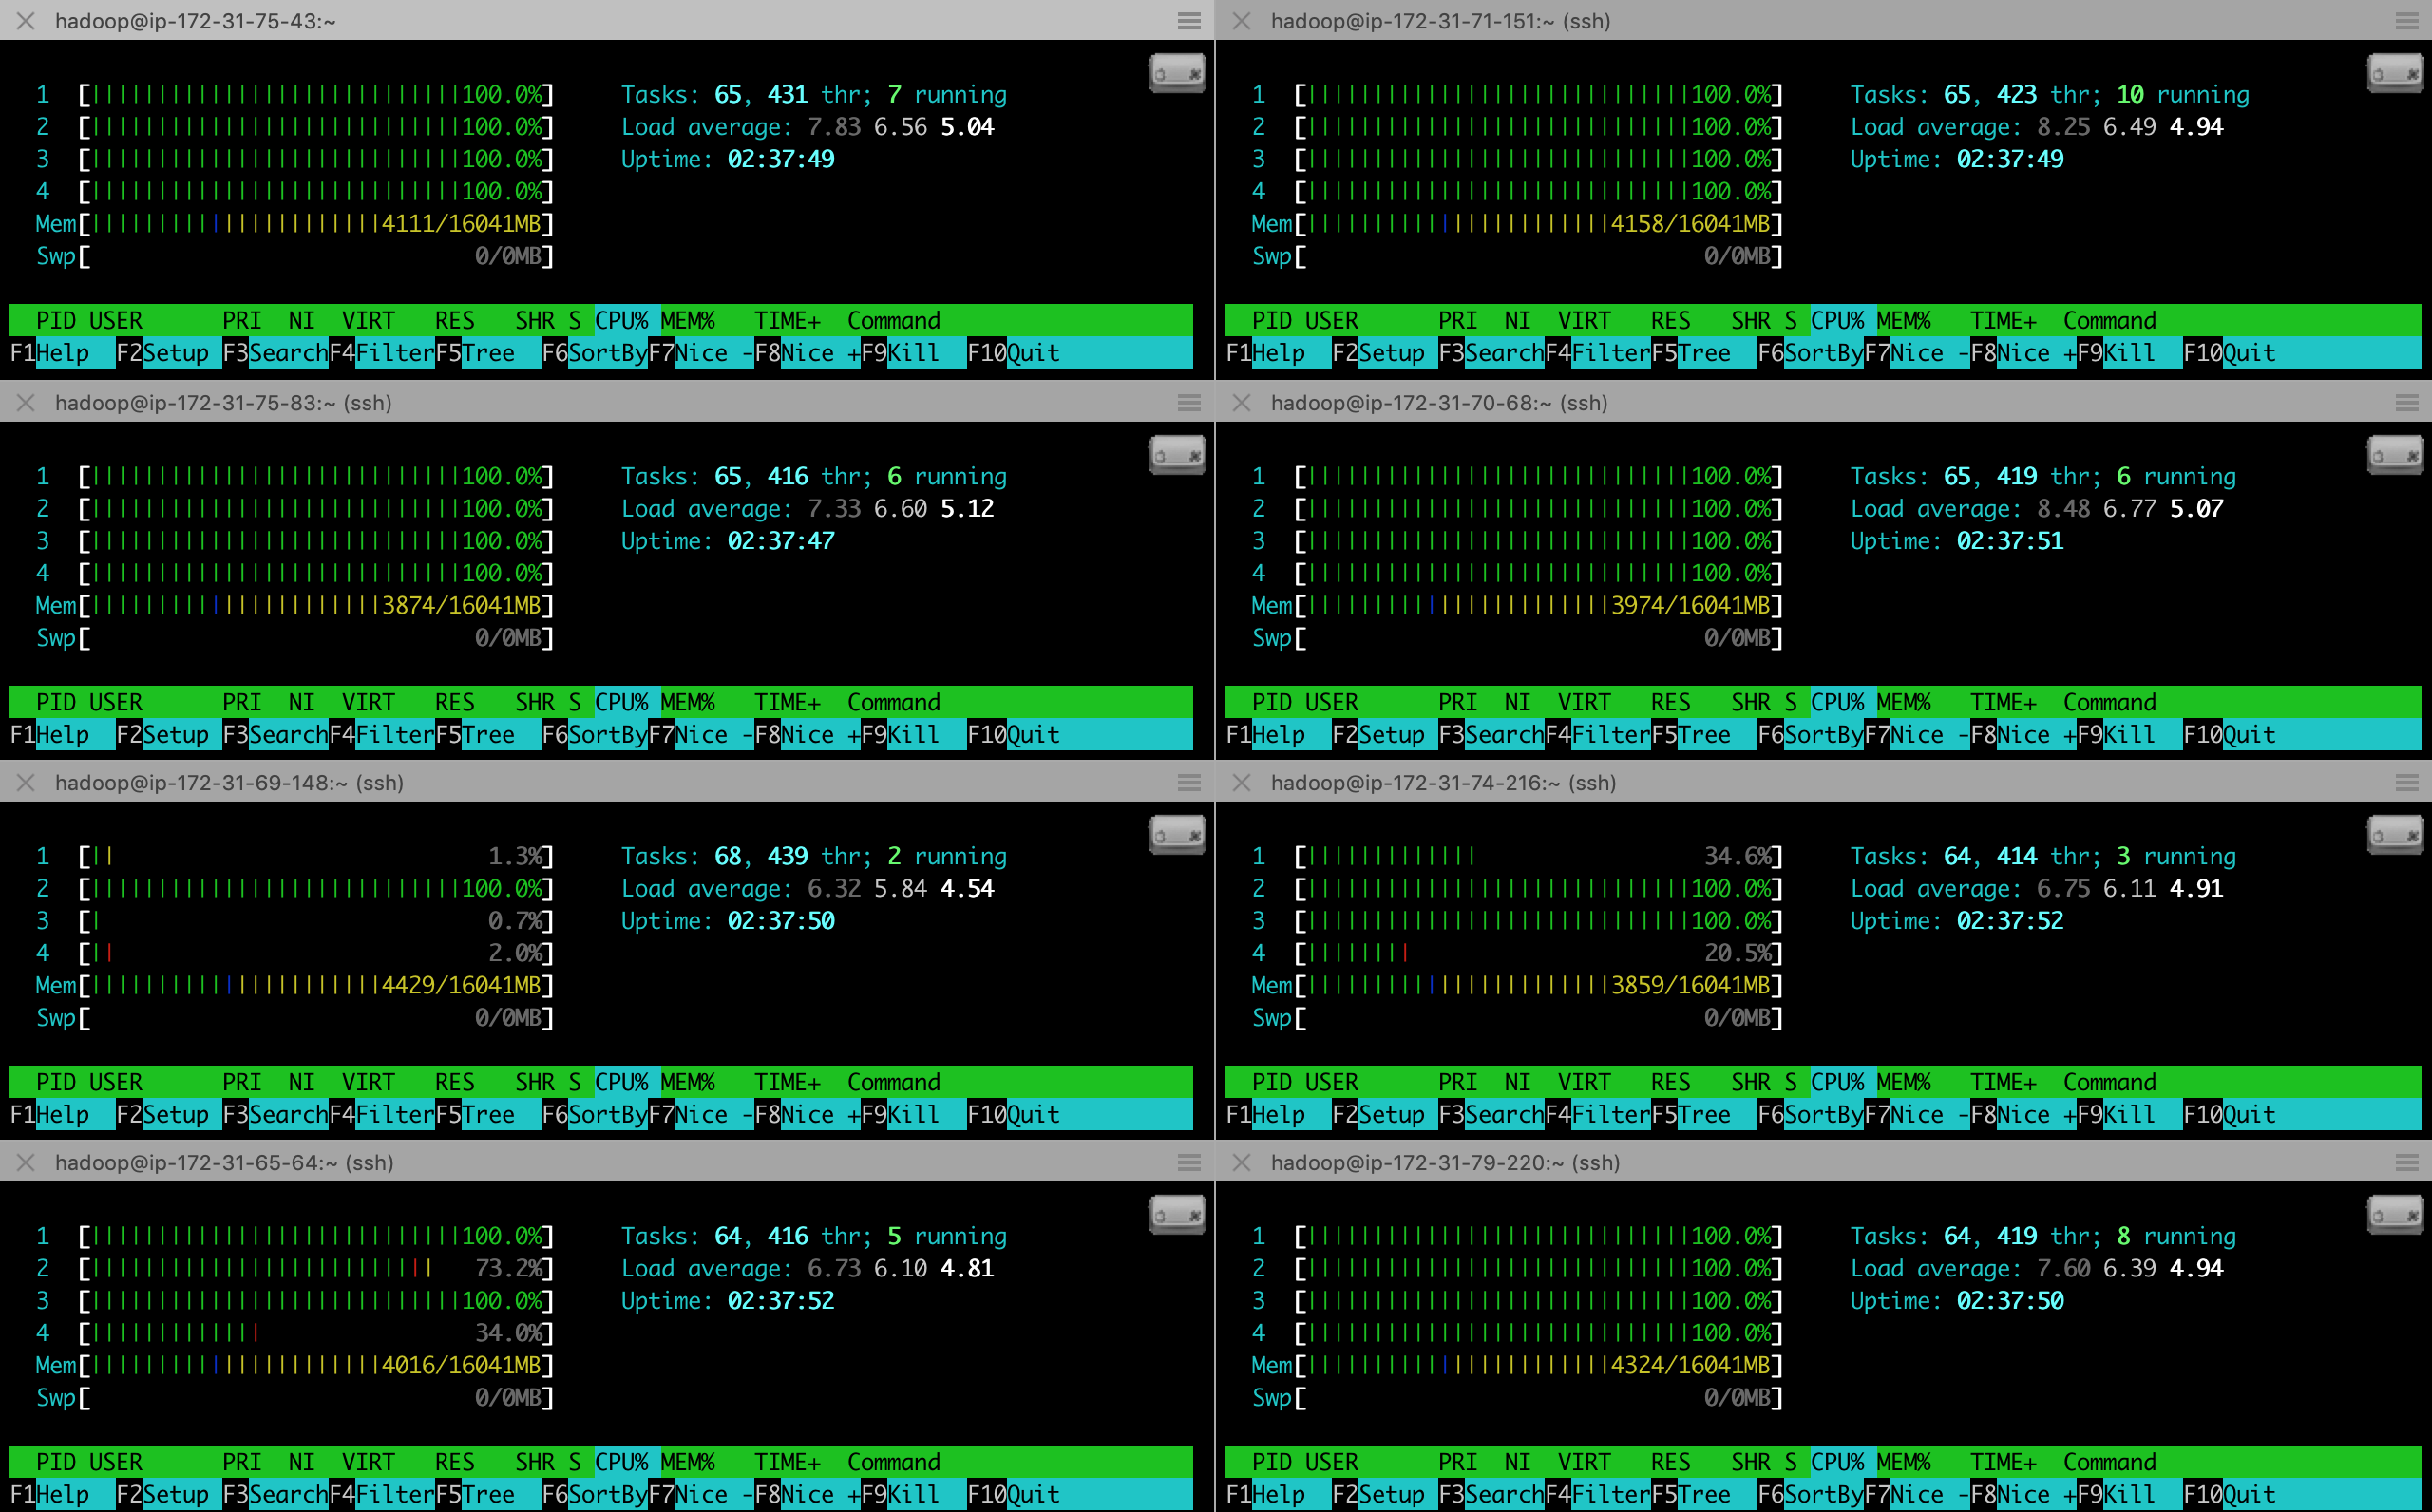 hadoop@ip-172-31-75-43:~
1 [100.0%] Tasks: 65, 431 thr; 7 running
2 [100.0%] Load average: 7.83 6.56 5.04
3 [100.0%] Uptime: 02:37:49
4 [100.0%]
Mem[4111/16041MB]
Swp[0/0MB]
PID USER PRI NI VIRT RES SHR S CPU% MEM% TIME+ Command
F1Help F2Setup F3SearchF4FilterF5Tree F6SortByF7Nice -F8Nice +F9Kill F10Quit
hadoop@ip-172-31-71-151:~ (ssh)
1 [100.0%] Tasks: 65, 423 thr; 10 running
2 [100.0%] Load average: 8.25 6.49 4.94
3 [100.0%] Uptime: 02:37:49
4 [100.0%]
Mem[4158/16041MB]
Swp[0/0MB]
PID USER PRI NI VIRT RES SHR S CPU% MEM% TIME+ Command
F1Help F2Setup F3SearchF4FilterF5Tree F6SortByF7Nice -F8Nice +F9Kill F10Quit
hadoop@ip-172-31-75-83:~ (ssh)
1 [100.0%] Tasks: 65, 416 thr; 6 running
2 [100.0%] Load average: 7.33 6.60 5.12
3 [100.0%] Uptime: 02:37:47
4 [100.0%]
Mem[3874/16041MB]
Swp[0/0MB]
PID USER PRI NI VIRT RES SHR S CPU% MEM% TIME+ Command
F1Help F2Setup F3SearchF4FilterF5Tree F6SortByF7Nice -F8Nice +F9Kill F10Quit
hadoop@ip-172-31-70-68:~ (ssh)
1 [100.0%] Tasks: 65, 419 thr; 6 running
2 [100.0%] Load average: 8.48 6.77 5.07
3 [100.0%] Uptime: 02:37:51
4 [100.0%]
Mem[3974/16041MB]
Swp[0/0MB]
PID USER PRI NI VIRT RES SHR S CPU% MEM% TIME+ Command
F1Help F2Setup F3SearchF4FilterF5Tree F6SortByF7Nice -F8Nice +F9Kill F10Quit
hadoop@ip-172-31-69-148:~ (ssh)
1 [1.3%] Tasks: 68, 439 thr; 2 running
2 [100.0%] Load average: 6.32 5.84 4.54
3 [0.7%] Uptime: 02:37:50
4 [2.0%]
Mem[4429/16041MB]
Swp[0/0MB]
PID USER PRI NI VIRT RES SHR S CPU% MEM% TIME+ Command
F1Help F2Setup F3SearchF4FilterF5Tree F6SortByF7Nice -F8Nice +F9Kill F10Quit
hadoop@ip-172-31-74-216:~ (ssh)
1 [34.6%] Tasks: 64, 414 thr; 3 running
2 [100.0%] Load average: 6.75 6.11 4.91
3 [100.0%] Uptime: 02:37:52
4 [20.5%]
Mem[3859/16041MB]
Swp[0/0MB]
PID USER PRI NI VIRT RES SHR S CPU% MEM% TIME+ Command
F1Help F2Setup F3SearchF4FilterF5Tree F6SortByF7Nice -F8Nice +F9Kill F10Quit
hadoop@ip-172-31-65-64:~ (ssh)
1 [100.0%] Tasks: 64, 416 thr; 5 running
2 [73.2%] Load average: 6.73 6.10 4.81
3 [100.0%] Uptime: 02:37:52
4 [34.0%]
Mem[4016/16041MB]
Swp[0/0MB]
PID USER PRI NI VIRT RES SHR S CPU% MEM% TIME+ Command
F1Help F2Setup F3SearchF4FilterF5Tree F6SortByF7Nice -F8Nice +F9Kill F10Quit
hadoop@ip-172-31-79-220:~ (ssh)
1 [100.0%] Tasks: 64, 419 thr; 8 running
2 [100.0%] Load average: 7.60 6.39 4.94
3 [100.0%] Uptime: 02:37:50
4 [100.0%]
Mem[4324/16041MB]
Swp[0/0MB]
PID USER PRI NI VIRT RES SHR S CPU% MEM% TIME+ Command
F1Help F2Setup F3SearchF4FilterF5Tree F6SortByF7Nice -F8Nice +F9Kill F10Quit